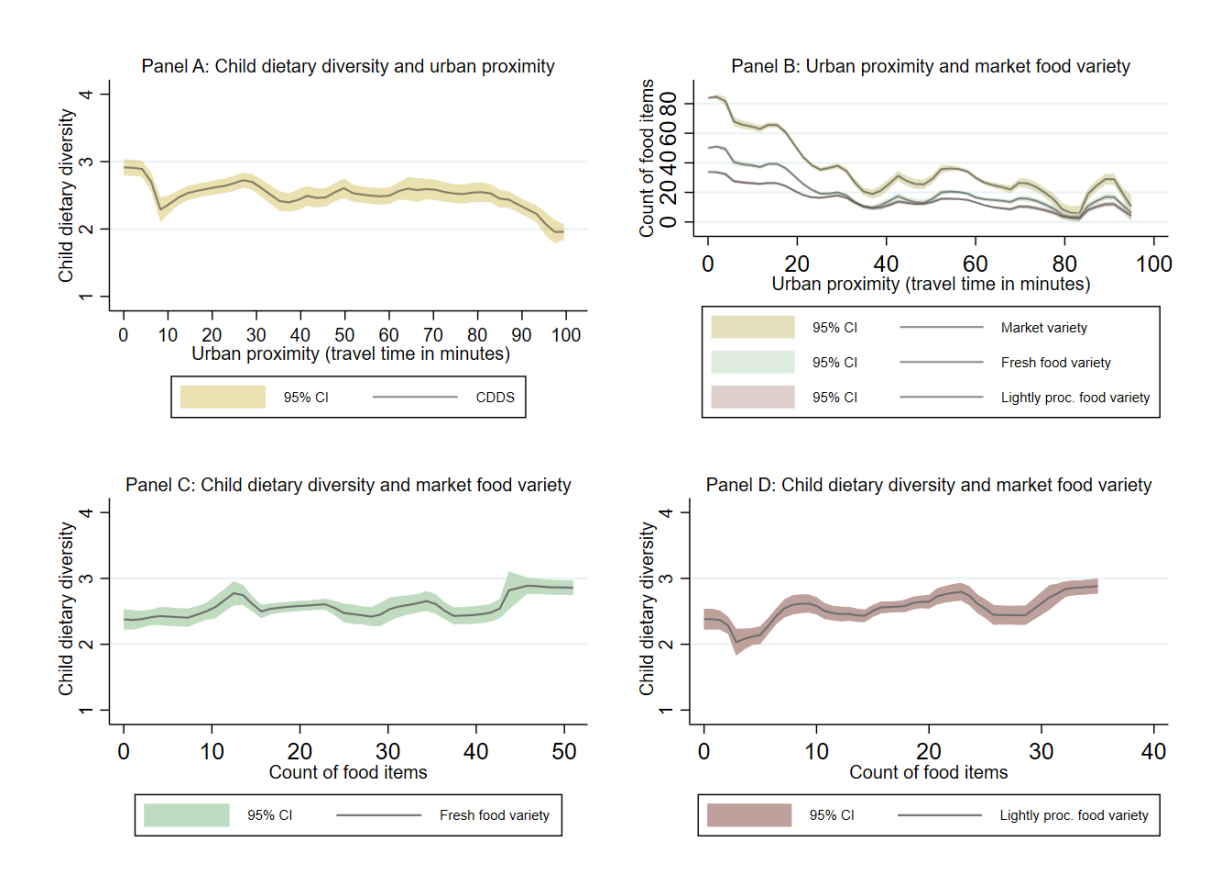 Panel A: Child dietary diversity and urban proximity
Child dietary diversity
4
3
2
1
0 10 20 30 40 50 60 70 80 90 100
Urban proximity (travel time in minutes)
95% CI CDDS
Panel B: Urban proximity and market food variety
Count of food items
0 20 40 60 80
0 20 40 60 80 100
Urban proximity (travel time in minutes)
95% CI Market variety
95% CI Fresh food variety
95% CI Lightly proc. food variety
Panel C: Child dietary diversity and market food variety
Child dietary diversity
4
3
2
1
0 10 20 30 40 50
Count of food items
95% CI Fresh food variety
Panel D: Child dietary diversity and market food variety
Child dietary diversity
4
3
2
1
0 10 20 30 40
Count of food items
95% CI Lightly proc. food variety